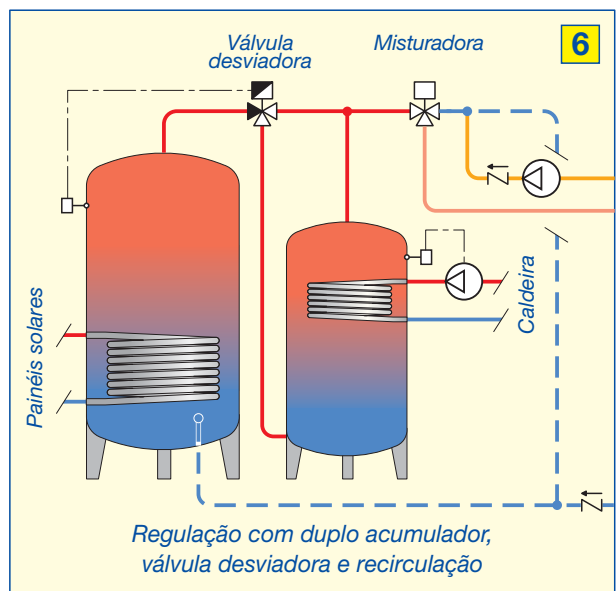 Válvula
desviadora
Misturadora
6
Painéis solares
Caldeira
Regulação com duplo acumulador,
válvula desviadora e recirculação